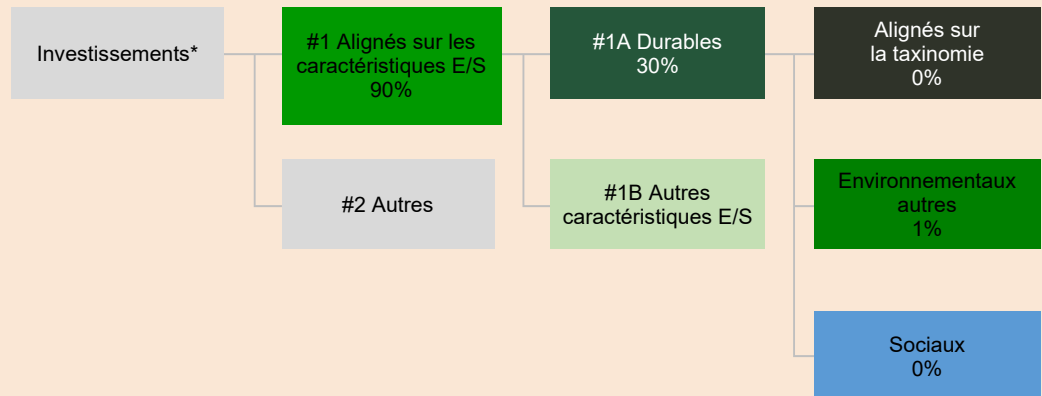 Investissements*
#1 Alignés sur les
caractéristiques E/S
90%
#1A Durables
30%
Alignés sur
la taxinomie
0%
#2 Autres
#1B Autres
caractéristiques E/S
Environnementaux
autres
1%
Sociaux
0%